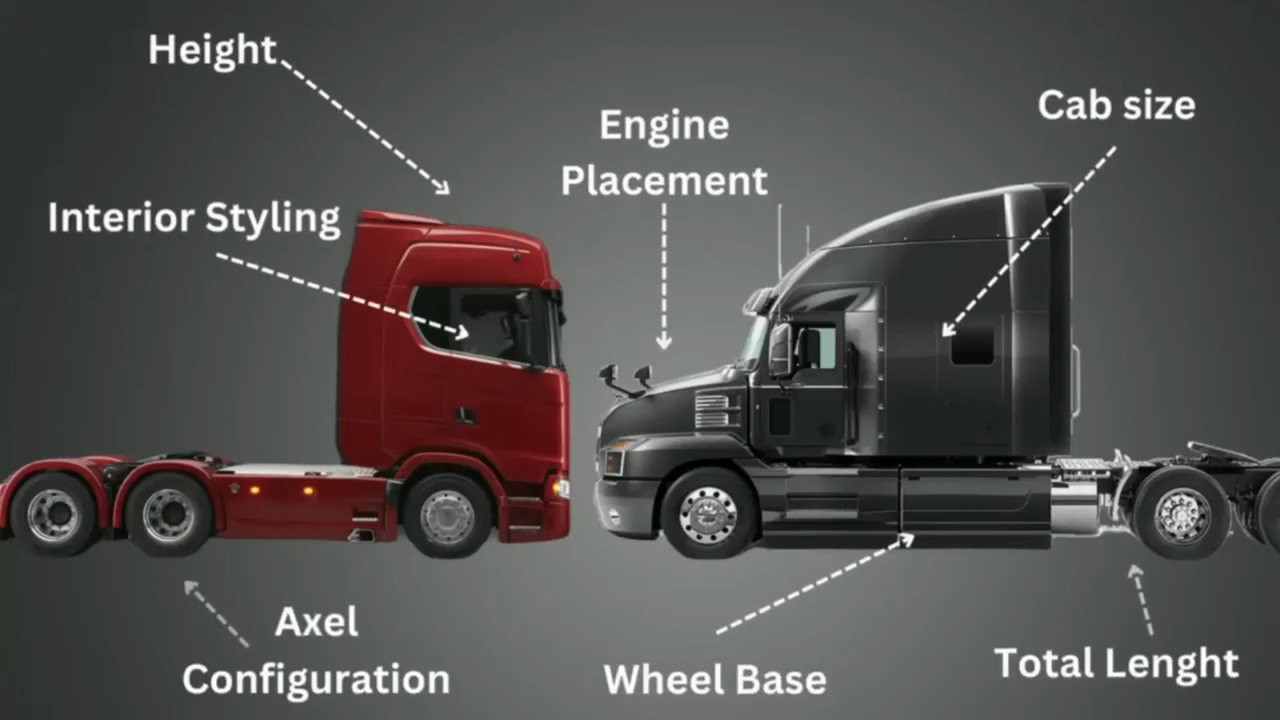 Height
Engine
Placement
Cab size
Interior Styling
Axel
Configuration
Wheel Base
Total Lenght